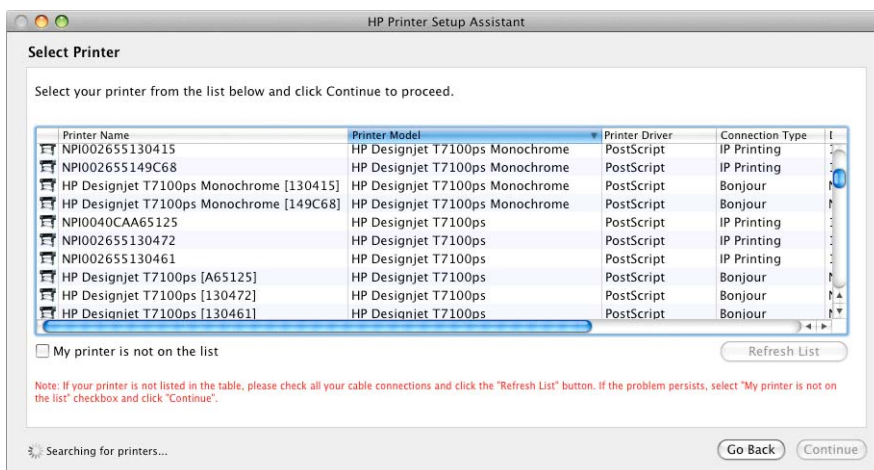 HP Printer Setup Assistant
Select Printer
Select your printer from the list below and click Continue to proceed.
Printer Name Printer Model Printer Driver Connection Type
NPI002655130415 HP Designjet T7100ps Monochrome PostScript IP Printing
NPI002655149C68 HP Designjet T7100ps Monochrome PostScript IP Printing
HP Designjet T7100ps Monochrome [130415] HP Designjet T7100ps Monochrome PostScript Bonjour
HP Designjet T7100ps Monochrome [149C68] HP Designjet T7100ps Monochrome PostScript Bonjour
NPI0040CAA65125 HP Designjet T7100ps PostScript IP Printing
NPI002655130472 HP Designjet T7100ps PostScript IP Printing
NPI002655130461 HP Designjet T7100ps PostScript IP Printing
HP Designjet T7100ps [A65125] HP Designjet T7100ps PostScript Bonjour
HP Designjet T7100ps [130472] HP Designjet T7100ps PostScript Bonjour
HP Designjet T7100ps [130461] HP Designjet T7100ps PostScript Bonjour
My printer is not on the list Refresh List
Note: If your printer is not listed in the table, please check all your cable connections and click the "Refresh List" button. If the problem persists, select "My printer is not on
the list" checkbox and click "Continue".
Searching for printers... Go Back Continue